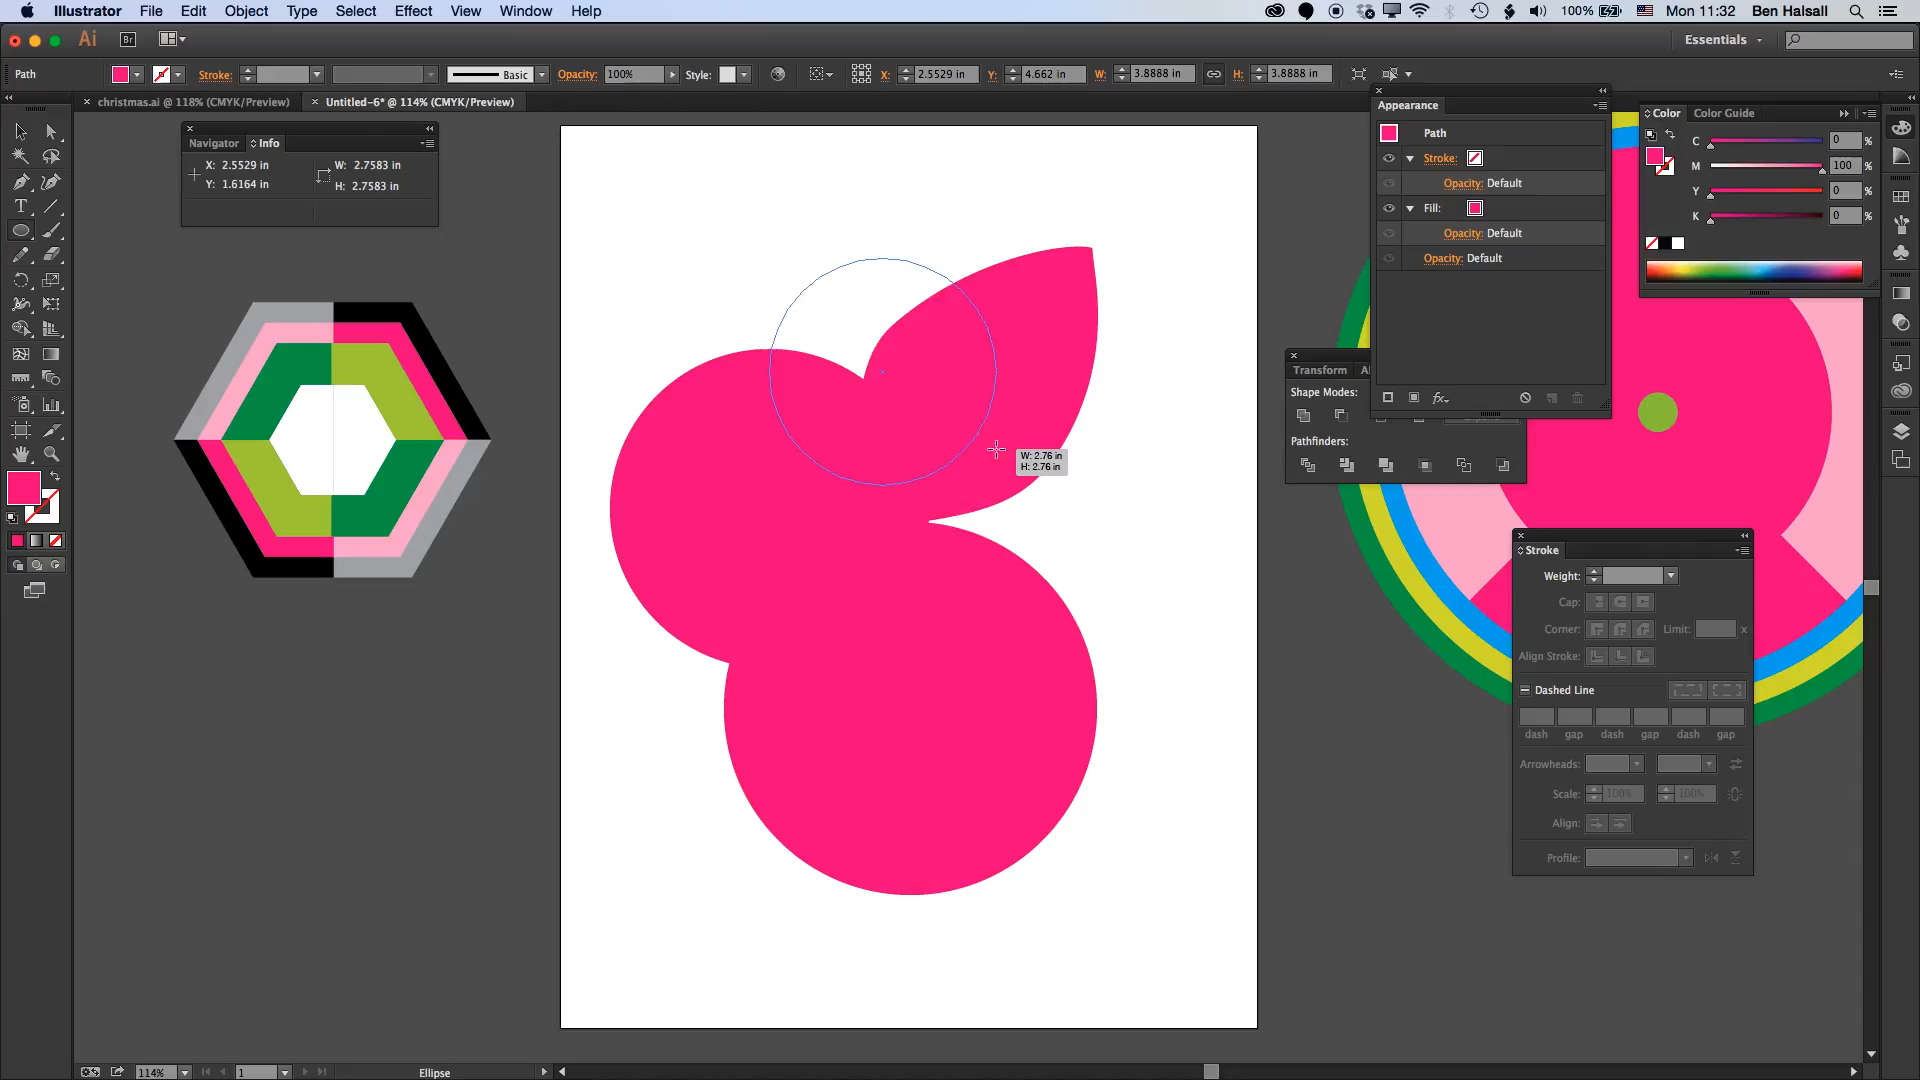 Illustrator File Edit Object Type Select Effect View Window Help
100% Mon 11:32 Ben Halsall
Ai Br Essentials
Path Stroke: Basic Opacity: 100% Style: X: 2.5529 in Y: 4.662 in W: 3.8888 in H: 3.8888 in
christmas.ai @ 118% (CMYK/Preview) Untitled-6* @ 114% (CMYK/Preview)
Navigator Info
X: 2.5529 in W: 2.7583 in
Y: 1.6164 in H: 2.7583 in
Appearance
Path
Stroke:
Opacity: Default
Fill:
Opacity: Default
Opacity: Default
fx
Color Color Guide
C 0 %
M 100 %
Y 0 %
K 0 %
Transform
Shape Modes:
Pathfinders:
W: 2.76 in
H: 2.76 in
Stroke
Weight:
Cap:
Corner: Limit: x
Align Stroke:
Dashed Line
dash gap dash gap dash gap
Arrowheads:
Scale: 100% 100%
Align:
Profile:
114% 1 Ellipse